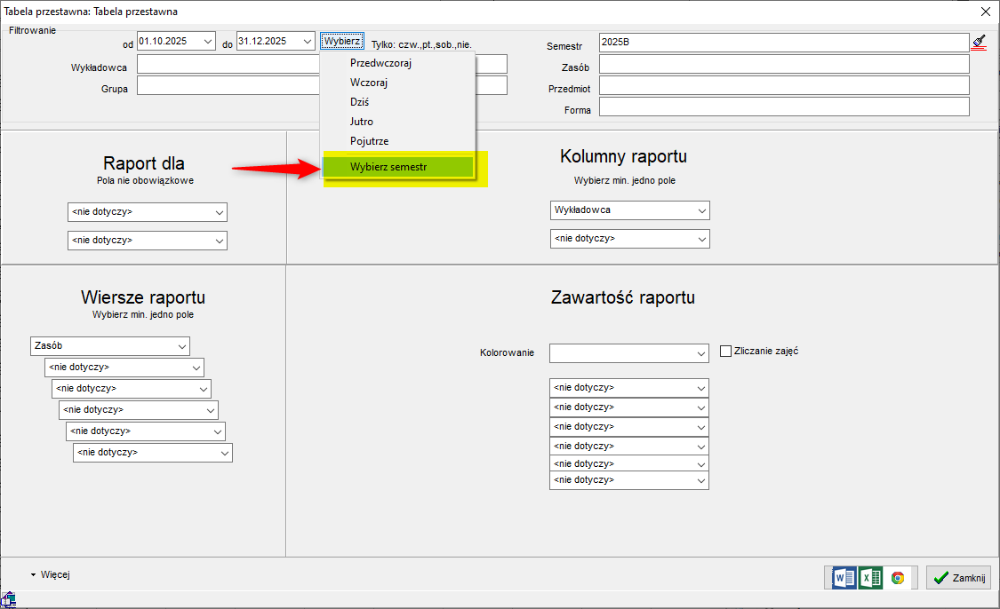 Tabela przestawna: Tabela przestawna
Filtrowanie
od 01.10.2025 do 31.12.2025 Wybierz Tylko: czw.,pt.,sob.,nie.
Wykładowca
Grupa
Semestr 2025B
Zasób
Przedmiot
Forma
Przedwczoraj
Wczoraj
Dziś
Jutro
Pojutrze
Wybierz semestr
Raport dla
Pola nie obowiązkowe
<nie dotyczy>
<nie dotyczy>
Kolumny raportu
Wybierz min. jedno pole
Wykładowca
<nie dotyczy>
Wiersze raportu
Wybierz min. jedno pole
Zasób
<nie dotyczy>
<nie dotyczy>
<nie dotyczy>
<nie dotyczy>
<nie dotyczy>
Zawartość raportu
Kolorowanie
Zliczanie zajęć
<nie dotyczy>
<nie dotyczy>
<nie dotyczy>
<nie dotyczy>
<nie dotyczy>
<nie dotyczy>
Więcej
Zamknij